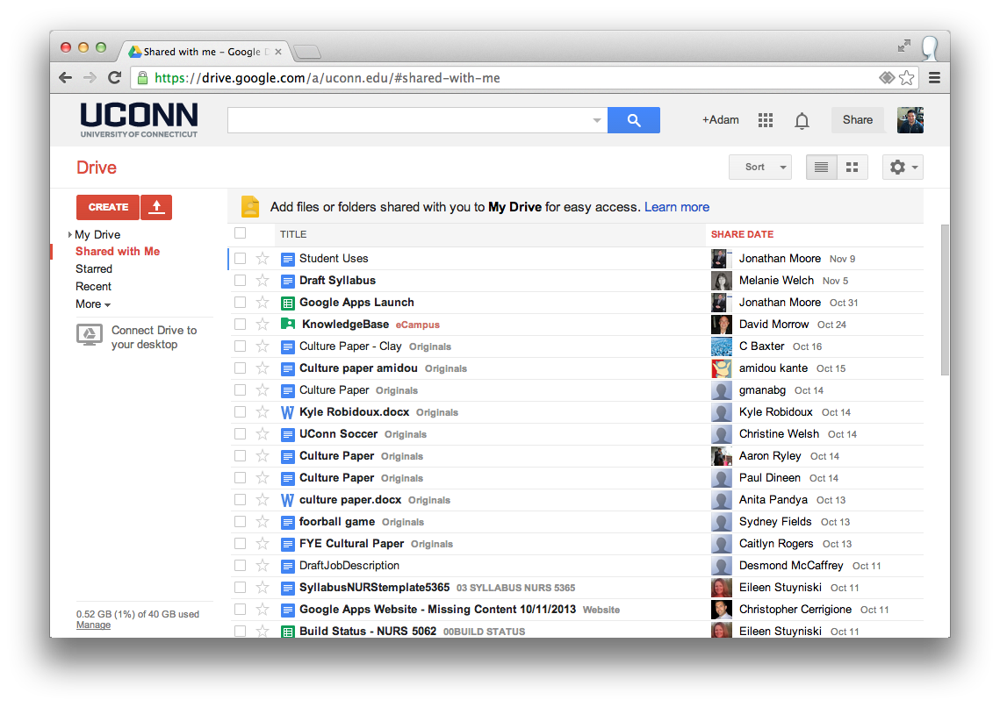 Shared with me – Google D
https://drive.google.com/a/uconn.edu/#shared-with-me
UCONN
UNIVERSITY OF CONNECTICUT
+Adam
Share
Drive
Sort
CREATE
Add files or folders shared with you to My Drive for easy access. Learn more
My Drive
Shared with Me
Starred
Recent
More
Connect Drive to
your desktop
0.52 GB (1%) of 40 GB used
Manage
TITLE SHARE DATE
Student Uses Jonathan Moore Nov 9
Draft Syllabus Melanie Welch Nov 5
Google Apps Launch Jonathan Moore Oct 31
KnowledgeBase eCampus David Morrow Oct 24
Culture Paper - Clay Originals C Baxter Oct 16
Culture paper amidou Originals amidou kante Oct 15
Culture Paper Originals gmanabg Oct 14
W Kyle Robidoux.docx Originals Kyle Robidoux Oct 14
UConn Soccer Originals Christine Welsh Oct 14
Culture Paper Originals Aaron Ryley Oct 14
Culture Paper Originals Paul Dineen Oct 14
W culture paper.docx Originals Anita Pandya Oct 13
foorball game Originals Sydney Fields Oct 13
FYE Cultural Paper Originals Caitlyn Rogers Oct 13
DraftJobDescription Desmond McCaffrey Oct 11
SyllabusNURStemplate5365 03 SYLLABUS NURS 5365 Eileen Stuyniski Oct 11
Google Apps Website - Missing Content 10/11/2013 Website Christopher Cerrigione Oct 11
Build Status - NURS 5062 00BUILD STATUS Eileen Stuyniski Oct 11